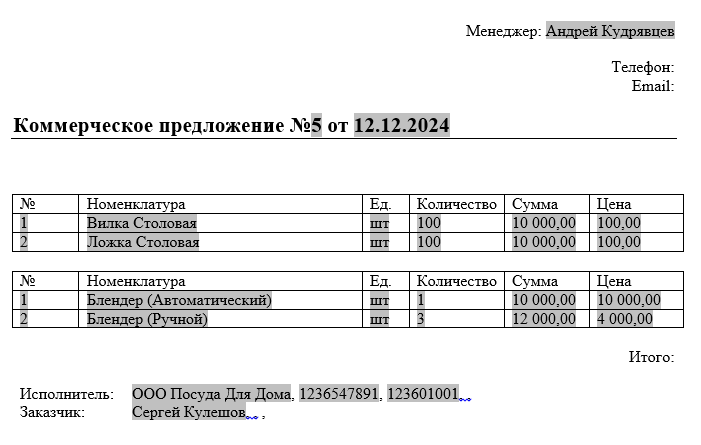 Менеджер: Андрей Кудрявцев
Телефон:
Email:
Коммерческое предложение №5 от 12.12.2024
№ Номенклатура Ед. Количество Сумма Цена
1 Вилка Столовая шт 100 10 000,00 100,00
2 Ложка Столовая шт 100 10 000,00 100,00
№ Номенклатура Ед. Количество Сумма Цена
1 Блендер (Автоматический) шт 1 10 000,00 10 000,00
2 Блендер (Ручной) шт 3 12 000,00 4 000,00
Итого:
Исполнитель: ООО Посуда Для Дома, 1236547891, 123601001, ,
Заказчик: Сергей Кулешов, , ,